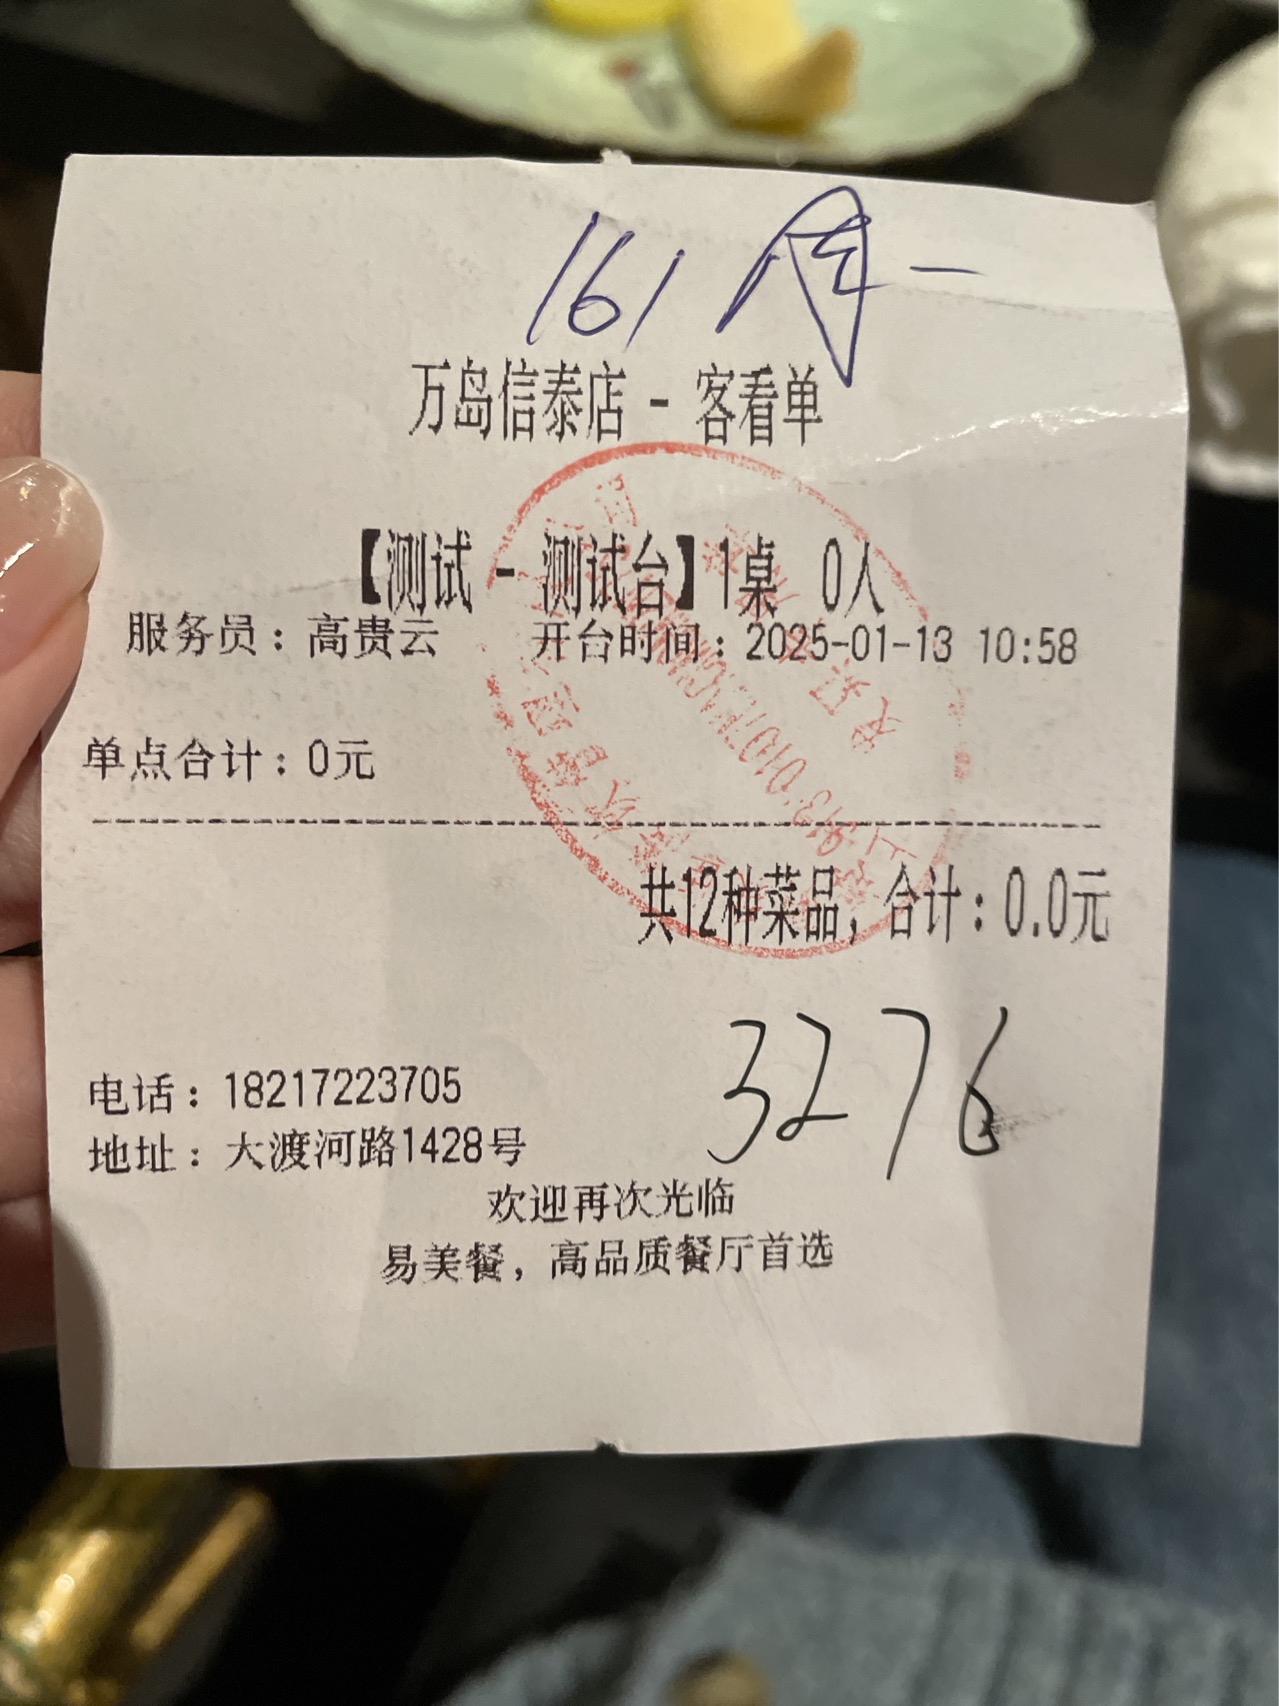 161 周一
万岛信泰店 - 客看单
【测试 - 测试台】1桌 0人
服务员：高贵云 开台时间：2025-01-13 10:58
单点合计：0元
共12种菜品，合计：0.0元
3276
电话：18217223705
地址：大渡河路1428号
欢迎再次光临
易美餐，高品质餐厅首选